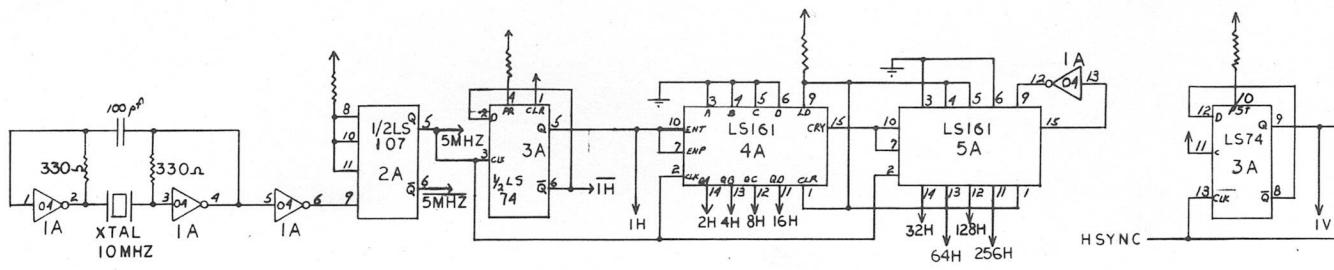 100 pf
330Ω
330Ω
1 04 2
1A
XTAL
10MHZ
3 04 4
1A
5 04 6
1A
8
10
11
9
1/2LS
107
2A
Q 5
5MHZ
Q̅ 6
5MHZ
4 1
PR CLR
2 D
3 CLK
Q 5
3A
1/2 LS
74
Q̅ 6
1H
1H
3 4 5 6 9
A B C D LD
10 ENT
7 ENP
2 CLK
LS161
4A
CRY 15
QA QB QC QD CLR
14 13 12 11 1
2H 4H 8H 16H
3 4 5 6 9
10
7
2
LS161
5A
15
14 13 12 11 1
32H 128H
64H 256H
1A
12 04 13
10
PST
12 D
11 C
13 CLK
Q 9
LS74
3A
Q̅ 8
1V
HSYNC